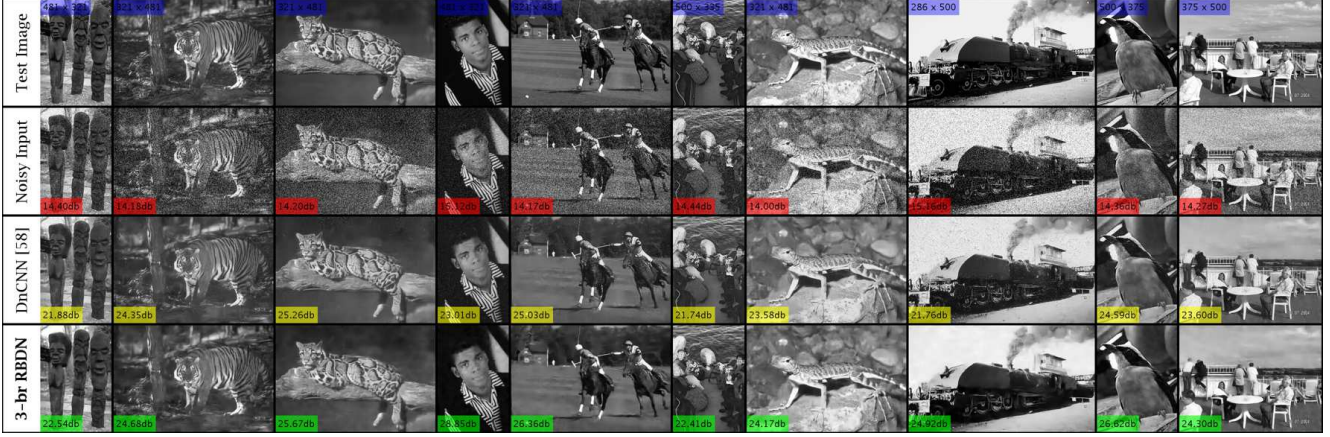 Test Image
481 x 321
321 x 481
321 x 481
481 x 321
321 x 481
500 x 335
321 x 481
286 x 500
500 x 375
375 x 500
Noisy Input
14.40db
14.18db
14.20db
15.12db
14.17db
14.44db
14.00db
15.16db
14.36db
14.27db
DnCNN [58]
21.88db
24.35db
25.26db
23.01db
25.03db
21.74db
23.58db
21.76db
24.59db
23.60db
3-br RBDN
22.54db
24.68db
25.67db
28.85db
26.36db
22.41db
24.17db
24.92db
26.82db
24.30db